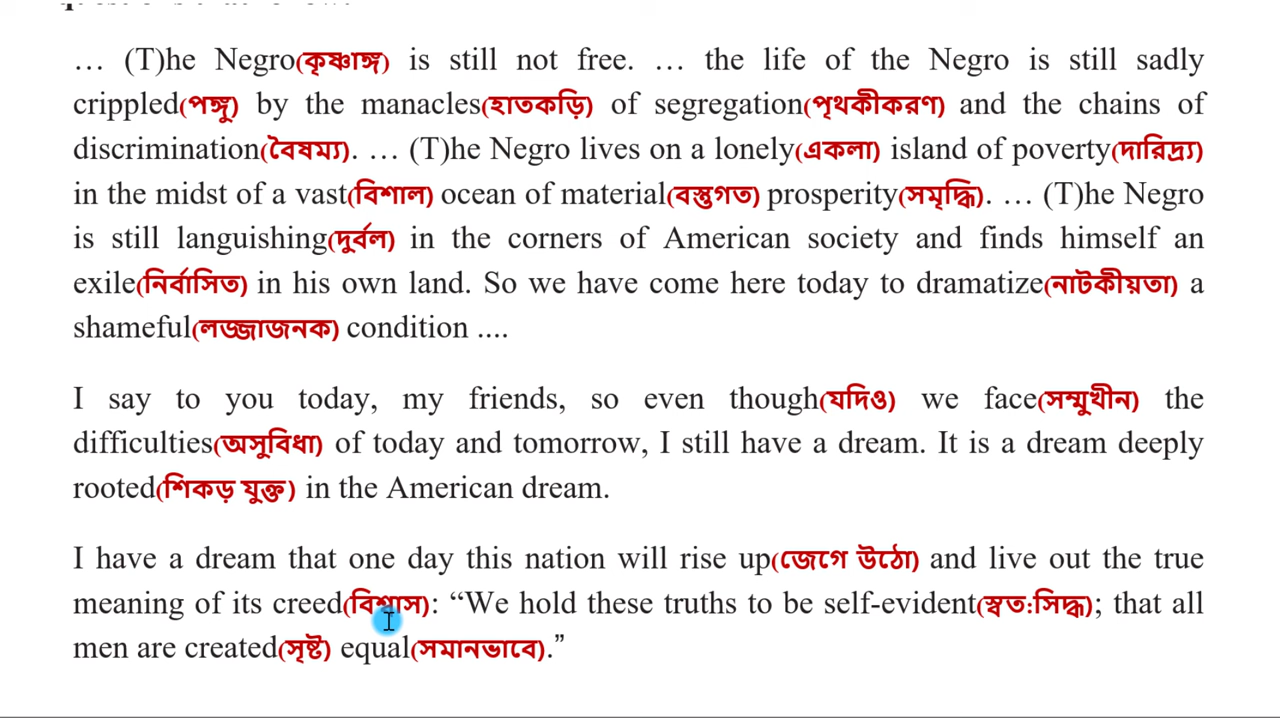 … (T)he Negro(কৃষ্ণাঙ্গ) is still not free. … the life of the Negro is still sadly
crippled(পঙ্গু) by the manacles(হাতকড়ি) of segregation(পৃথকীকরণ) and the chains of
discrimination(বৈষম্য). … (T)he Negro lives on a lonely(একলা) island of poverty(দারিদ্র্য)
in the midst of a vast(বিশাল) ocean of material(বস্তুগত) prosperity(সমৃদ্ধি). … (T)he Negro
is still languishing(দুর্বল) in the corners of American society and finds himself an
exile(নির্বাসিত) in his own land. So we have come here today to dramatize(নাটকীয়তা) a
shameful(লজ্জাজনক) condition ....
I say to you today, my friends, so even though(যদিও) we face(সম্মুখীন) the
difficulties(অসুবিধা) of today and tomorrow, I still have a dream. It is a dream deeply
rooted(শিকড় যুক্ত) in the American dream.
I have a dream that one day this nation will rise up(জেগে উঠো) and live out the true
meaning of its creed(বিশ্বাস): “We hold these truths to be self-evident(স্বত:সিদ্ধ); that all
men are created(সৃষ্ট) equal(সমানভাবে).”